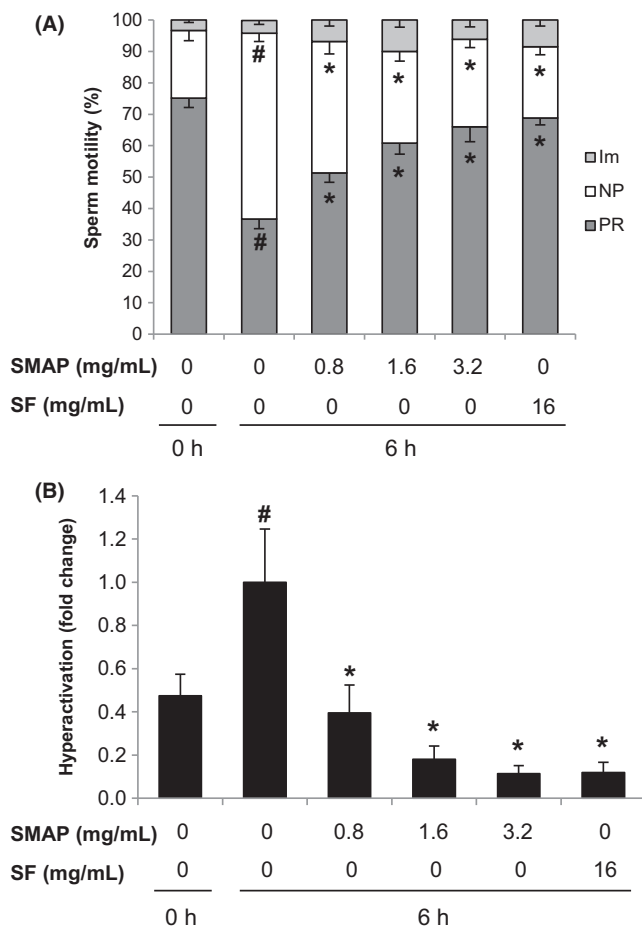 (A)
100
90
80
70
60
50
40
30
20
10
0
Sperm motility (%)
# * * * *
# * * * *
Im
NP
PR
SMAP (mg/mL) 0 0 0.8 1.6 3.2 0
SF (mg/mL) 0 0 0 0 0 16
0 h 6 h
(B)
1.4
1.2
1.0
0.8
0.6
0.4
0.2
0.0
Hyperactivation (fold change)
# * * * *
SMAP (mg/mL) 0 0 0.8 1.6 3.2 0
SF (mg/mL) 0 0 0 0 0 16
0 h 6 h